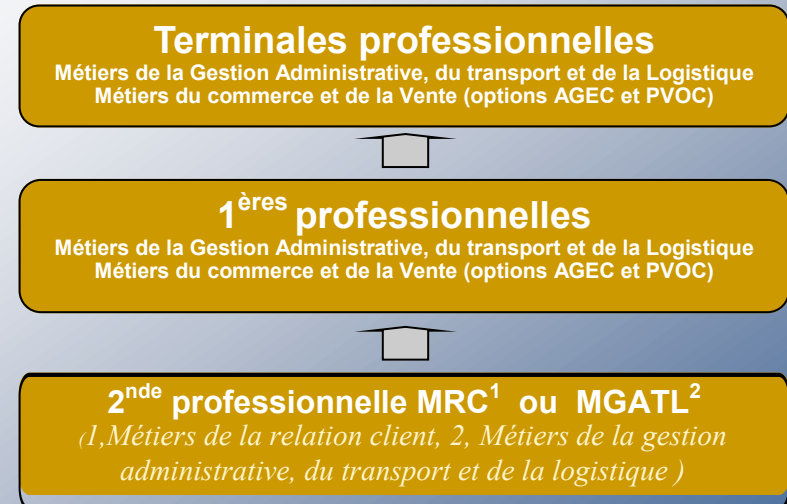 Terminales professionnelles
Métiers de la Gestion Administrative, du transport et de la Logistique
Métiers du commerce et de la Vente (options AGEC et PVOC)
1ères professionnelles
Métiers de la Gestion Administrative, du transport et de la Logistique
Métiers du commerce et de la Vente (options AGEC et PVOC)
2nde professionnelle MRC1 ou MGATL2
(1,Métiers de la relation client, 2, Métiers de la gestion
administrative, du transport et de la logistique )